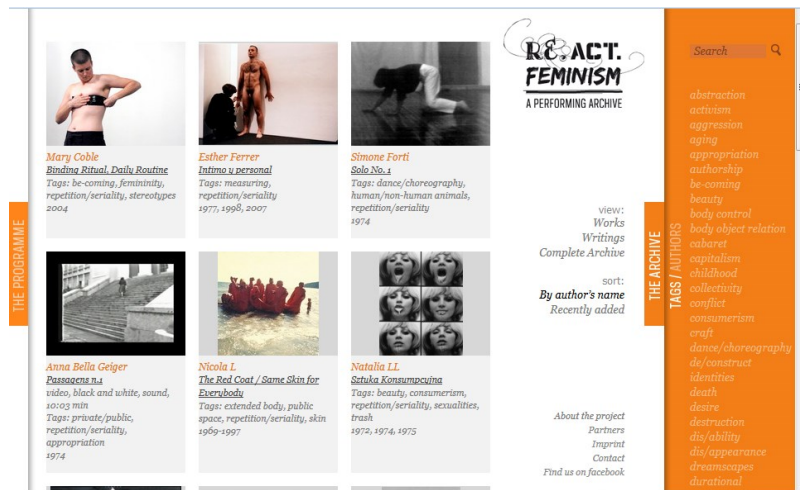 THE PROGRAMME
Mary Coble
Binding Ritual, Daily Routine
Tags: be-coming, femininity,
repetition/seriality, stereotypes
2004
Esther Ferrer
Intimo y personal
Tags: measuring,
repetition/seriality
1977, 1998, 2007
Simone Forti
Solo No. 1
Tags: dance/choreography,
human/non-human animals,
repetition/seriality
1974
Anna Bella Geiger
Passagens n.1
video, black and white, sound,
10:03 min
Tags: private/public,
repetition/seriality,
appropriation
1974
Nicola L
The Red Coat / Same Skin for
Everybody
Tags: extended body, public
space, repetition/seriality, skin
1969-1997
Natalia LL
Sztuka Konsumpcyjna
Tags: beauty, consumerism,
repetition/seriality, sexualities,
trash
1972, 1974, 1975
RE.ACT.
FEMINISM
A PERFORMING ARCHIVE
view:
Works
Writings
Complete Archive
sort:
By author's name
Recently added
About the project
Partners
Imprint
Contact
Find us on facebook
THE ARCHIVE
TAGS / AUTHORS
Search
abstraction
activism
aggression
aging
appropriation
authorship
be-coming
beauty
body control
body object relation
cabaret
capitalism
childhood
collectivity
conflict
consumerism
craft
dance/choreography
de/construct
identities
death
desire
destruction
dis/ability
dis/appearance
dreamscapes
durational